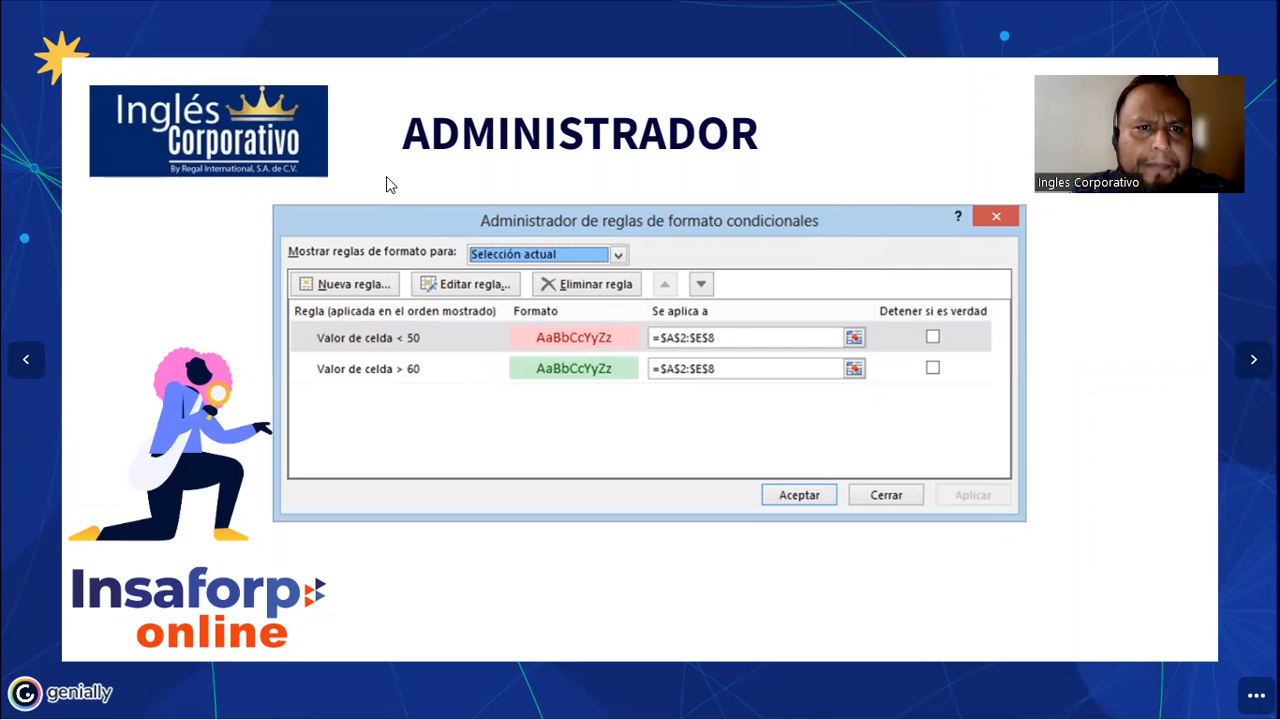 Inglés
Corporativo
By Regal International, S.A. de C.V.
ADMINISTRADOR
Ingles Corporativo
Administrador de reglas de formato condicionales
?
Mostrar reglas de formato para: Selección actual
Nueva regla... Editar regla... Eliminar regla
Regla (aplicada en el orden mostrado) Formato Se aplica a Detener si es verdad
Valor de celda < 50 AaBbCcYyZz =$A$2:$E$8
Valor de celda > 60 AaBbCcYyZz =$A$2:$E$8
Aceptar Cerrar Aplicar
Insaforp
online
genially